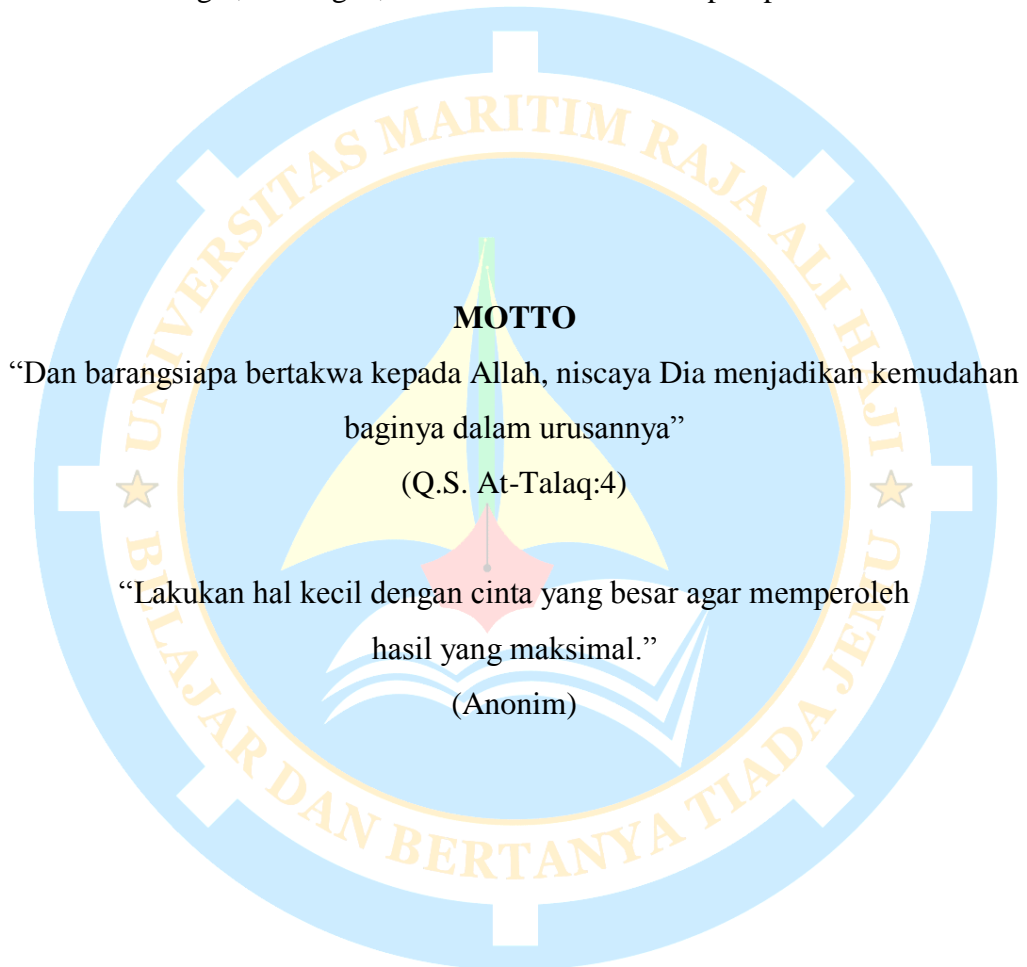 MOTTO
“Dan barangsiapa bertakwa kepada Allah, niscaya Dia menjadikan kemudahan
baginya dalam urusannya”
(Q.S. At-Talaq:4)
“Lakukan hal kecil dengan cinta yang besar agar memperoleh
hasil yang maksimal.”
(Anonim)
UNIVERSITAS MARITIM RAJA ALI HAJI
BELAJAR DAN BERTANYA TIADA JEMU